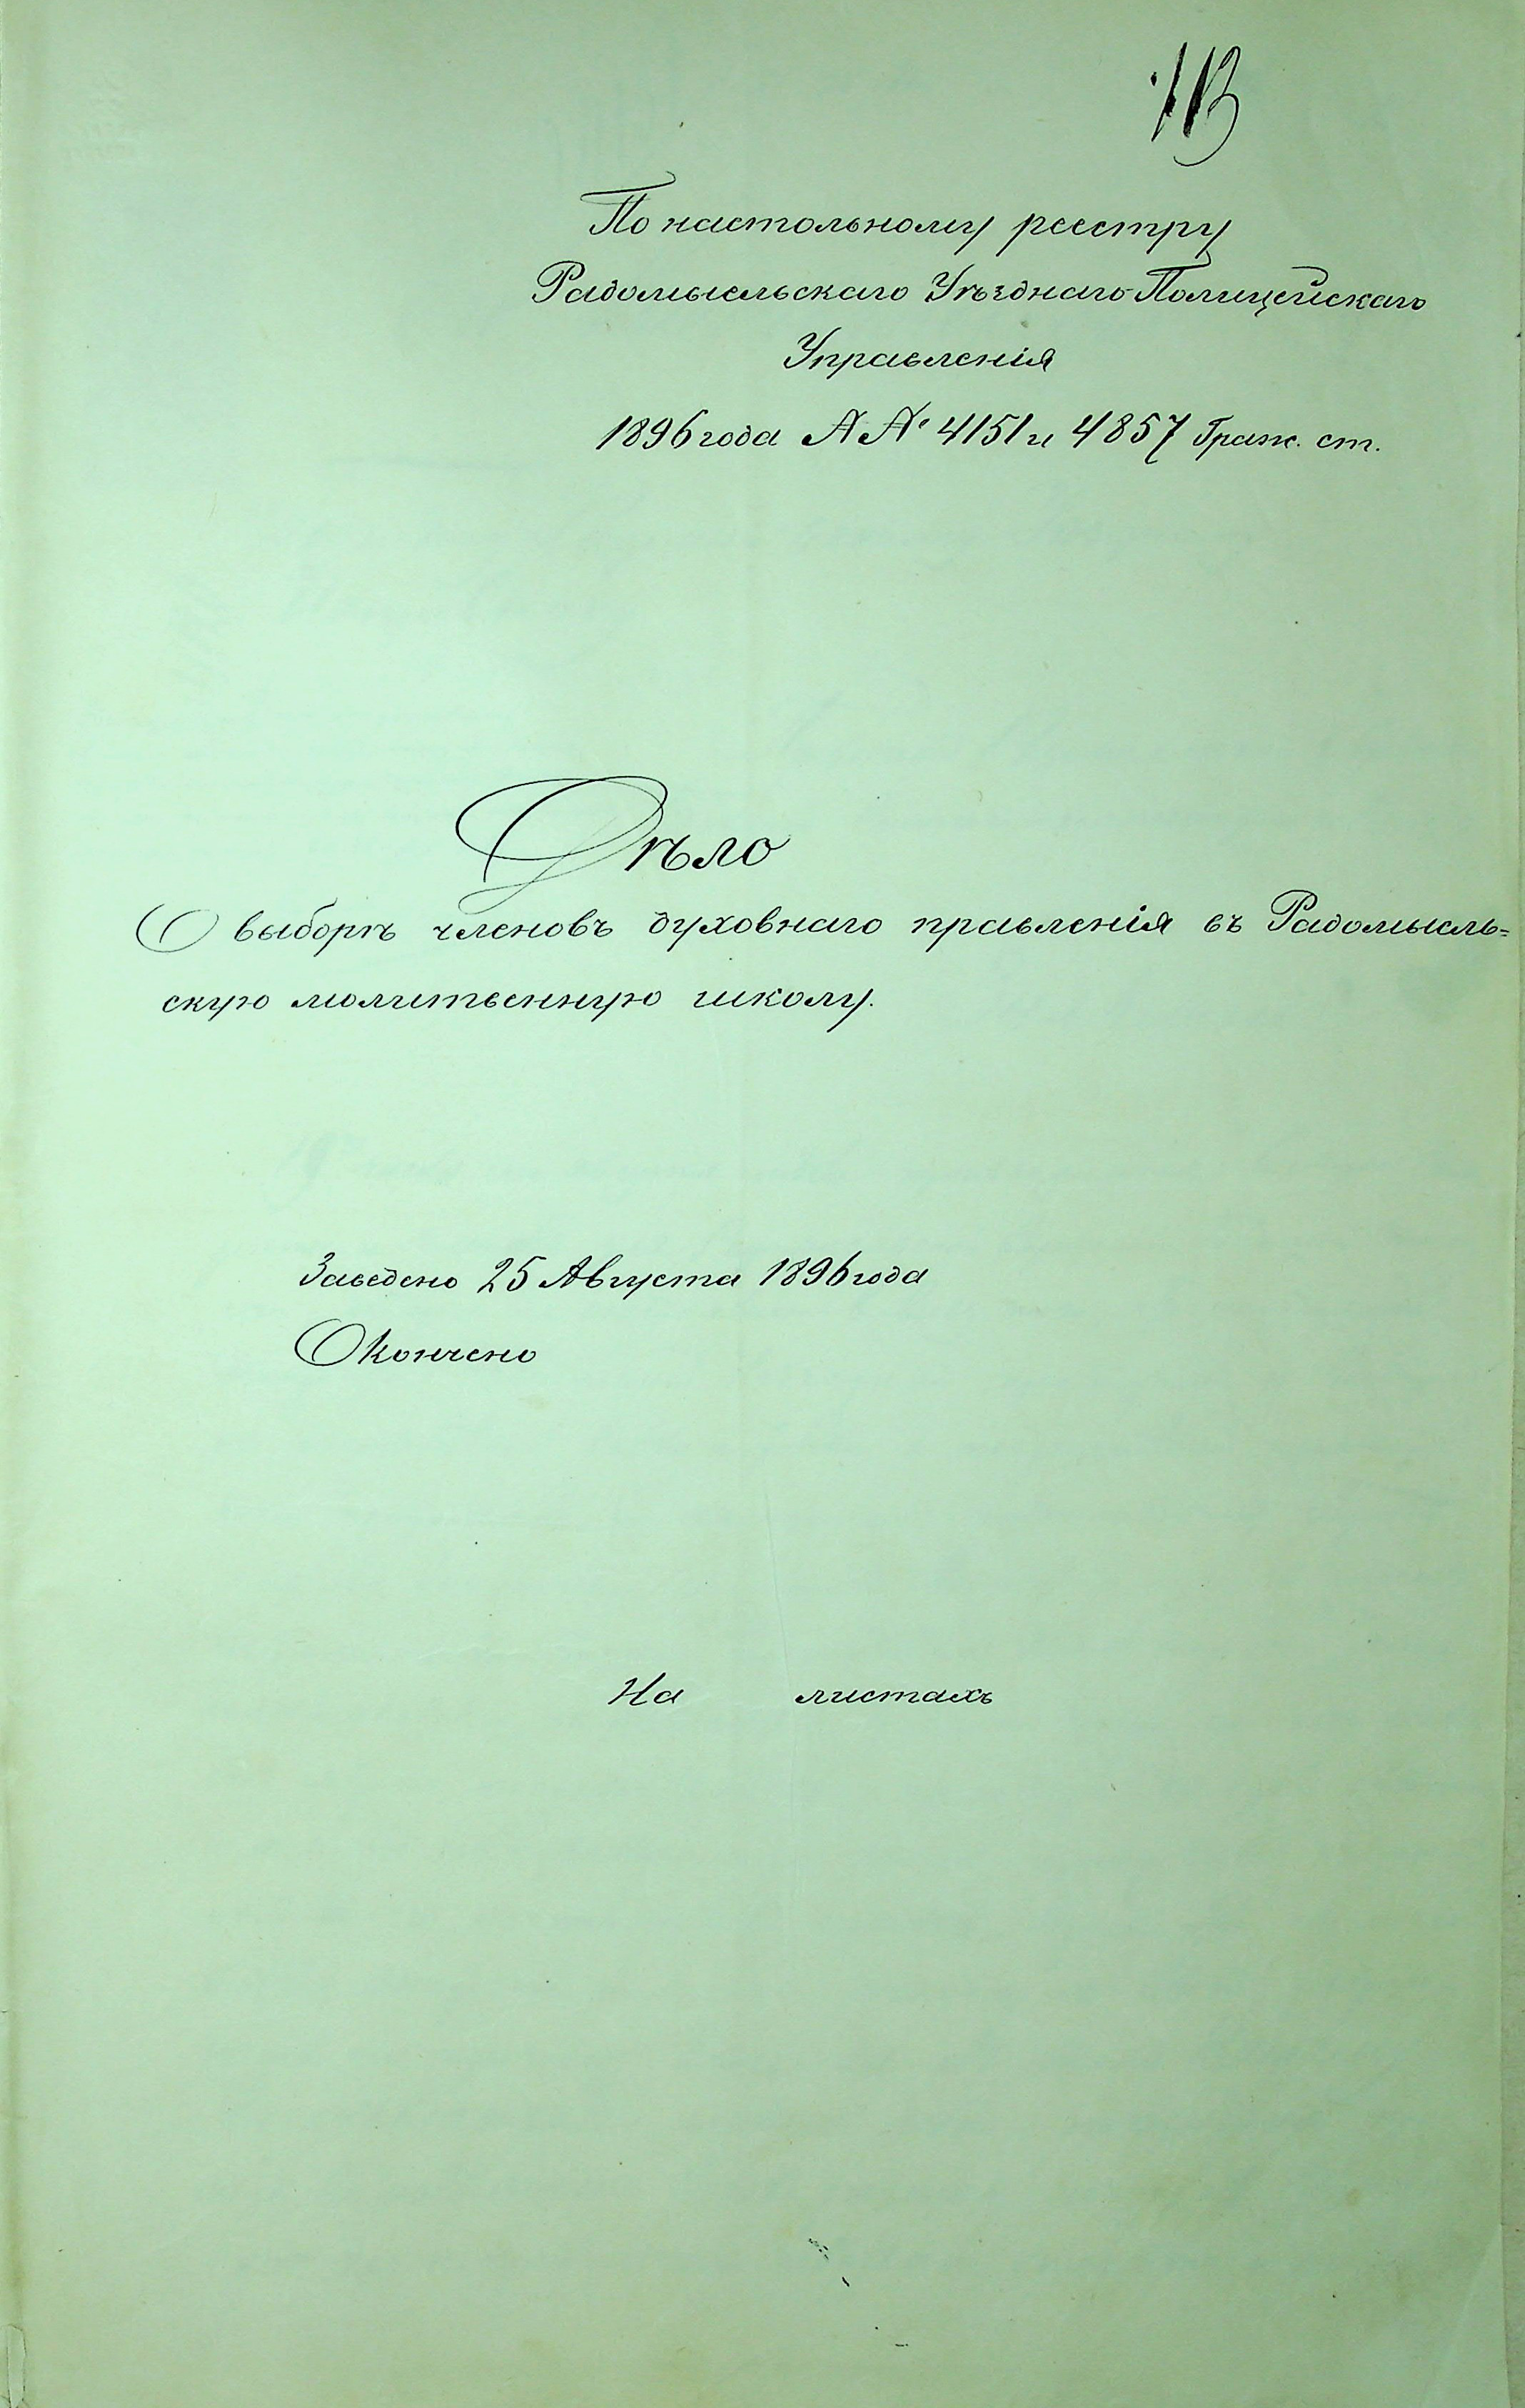 113
По настольному реестру
Радомысльскаго Уѣзднаго Полицейскаго
Управленія
1896 года №№ 4151 и 4857 Граж. ст.
Дѣло
О выборѣ членовъ духовнаго правленія въ Радомысль=
скую молитвенную школу.
Заведено 25 Августа 1896 года
Окончено
На листахъ